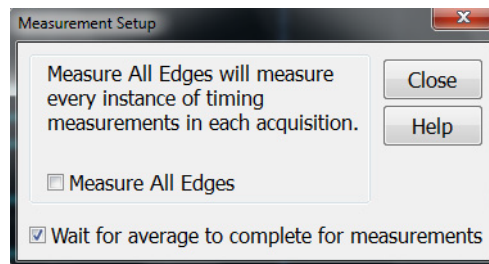 Measurement Setup
x
Measure All Edges will measure
every instance of timing
measurements in each acquisition.
Close
Help
Measure All Edges
Wait for average to complete for measurements